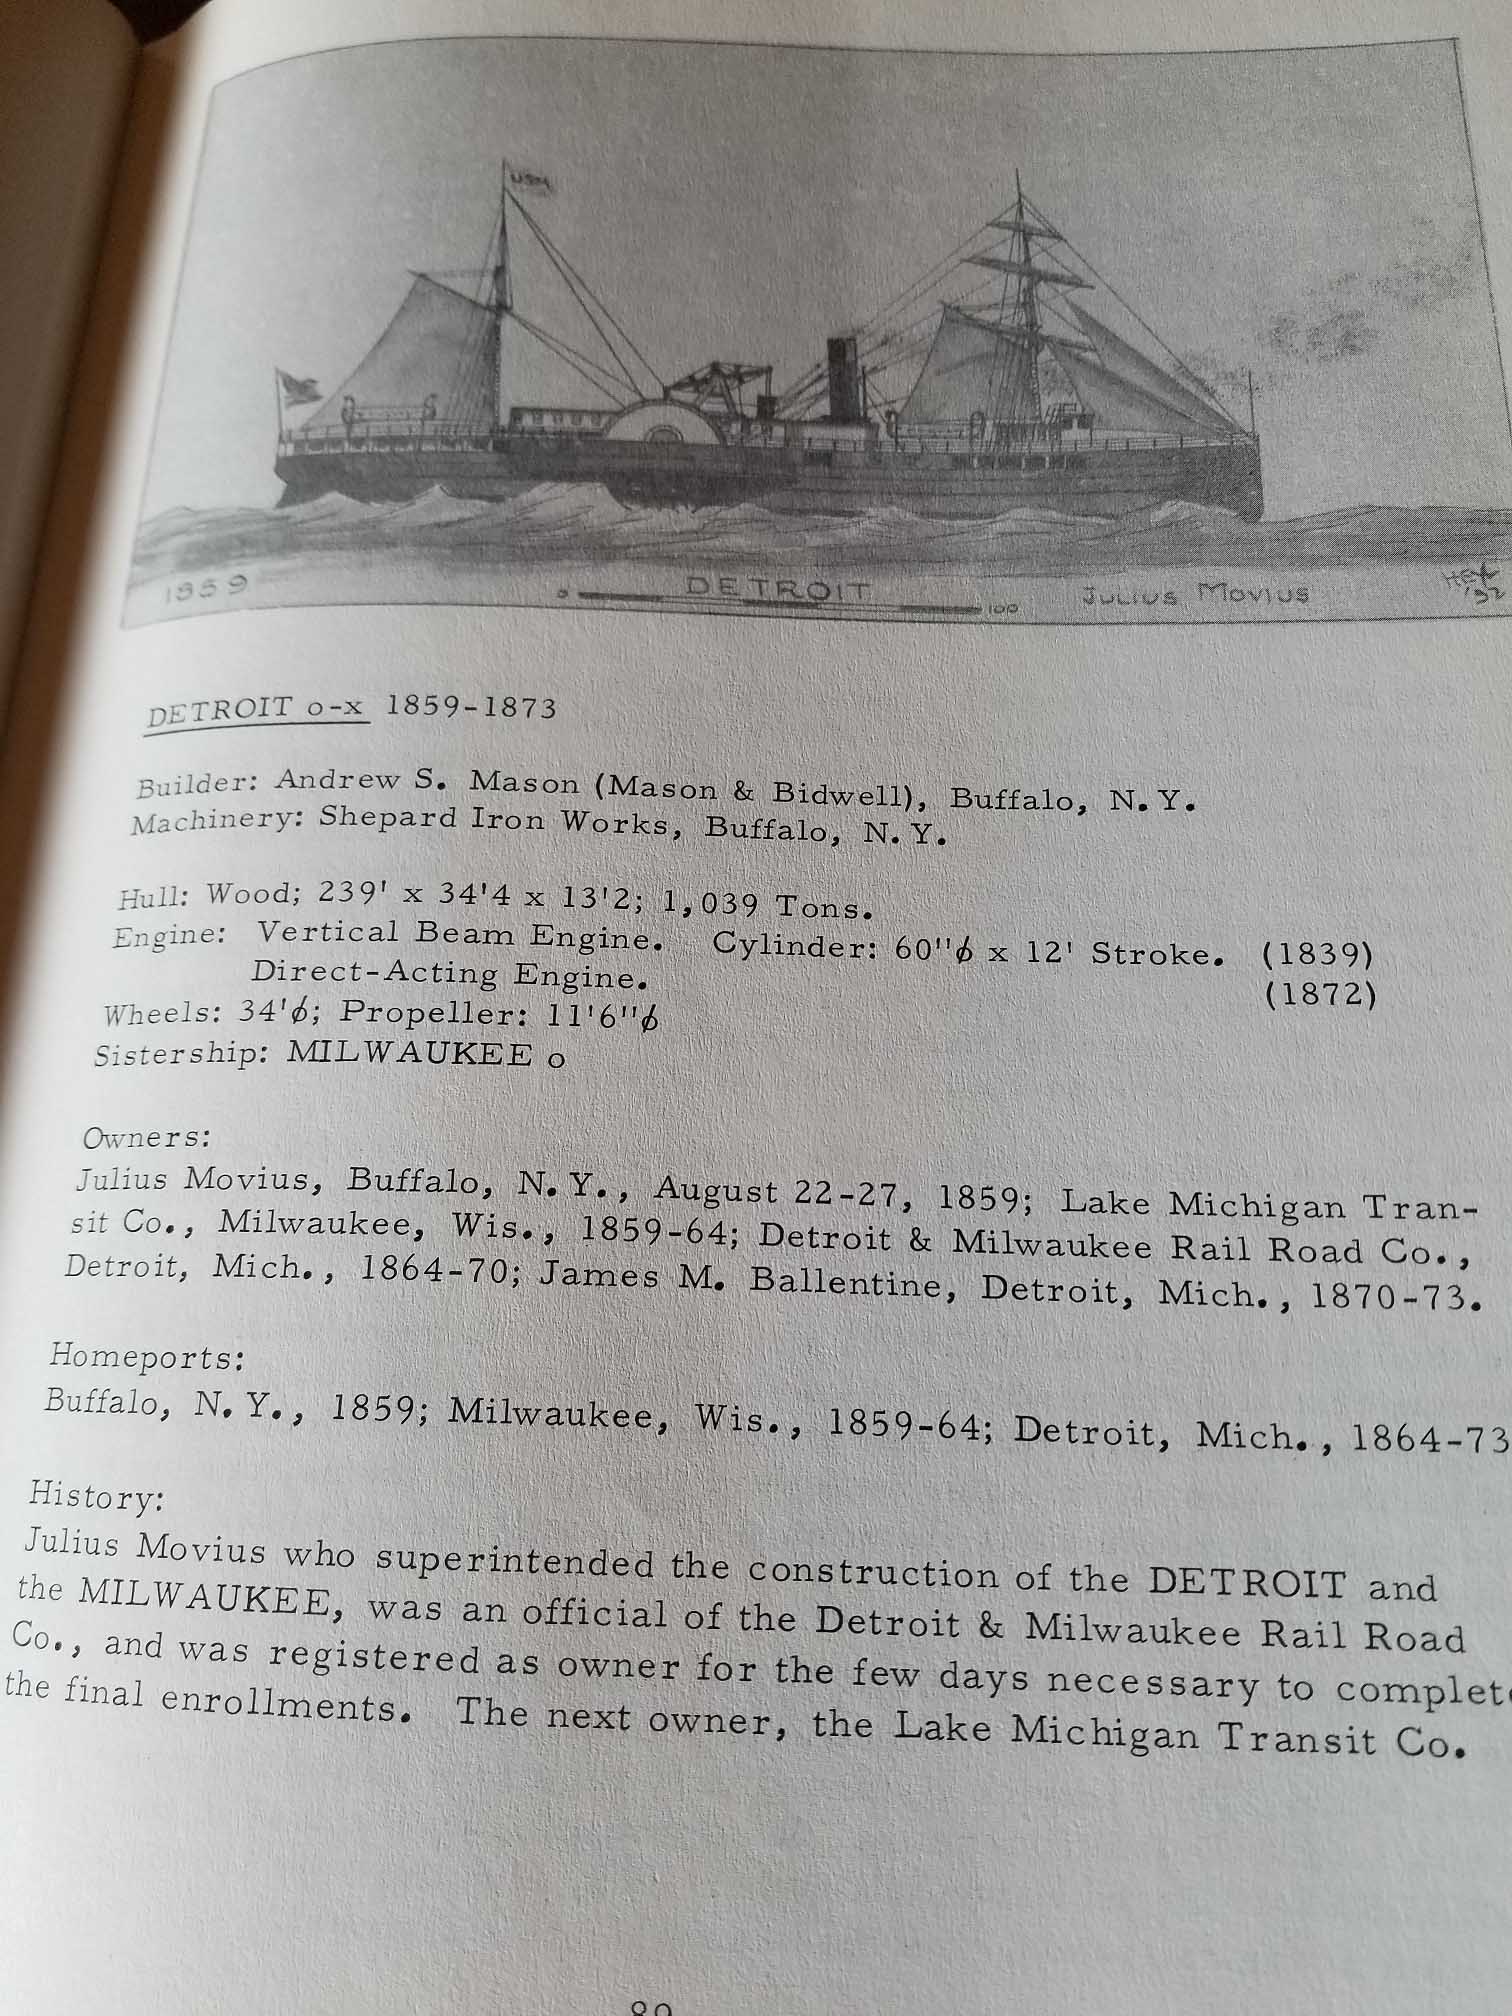 USM
1859
DETROIT
0 100
JULIUS MOVIUS
'52
DETROIT o-x 1859-1873
Builder: Andrew S. Mason (Mason & Bidwell), Buffalo, N.Y.
Machinery: Shepard Iron Works, Buffalo, N.Y.
Hull: Wood; 239' x 34'4 x 13'2; 1,039 Tons.
Engine: Vertical Beam Engine. Cylinder: 60"ϕ x 12' Stroke. (1839)
Direct-Acting Engine. (1872)
Wheels: 34'ϕ; Propeller: 11'6"ϕ
Sistership: MILWAUKEE o
Owners:
Julius Movius, Buffalo, N.Y., August 22-27, 1859; Lake Michigan Tran-
sit Co., Milwaukee, Wis., 1859-64; Detroit & Milwaukee Rail Road Co.,
Detroit, Mich., 1864-70; James M. Ballentine, Detroit, Mich., 1870-73.
Homeports:
Buffalo, N.Y., 1859; Milwaukee, Wis., 1859-64; Detroit, Mich., 1864-73
History:
Julius Movius who superintended the construction of the DETROIT and
the MILWAUKEE, was an official of the Detroit & Milwaukee Rail Road
Co., and was registered as owner for the few days necessary to complete
the final enrollments. The next owner, the Lake Michigan Transit Co.